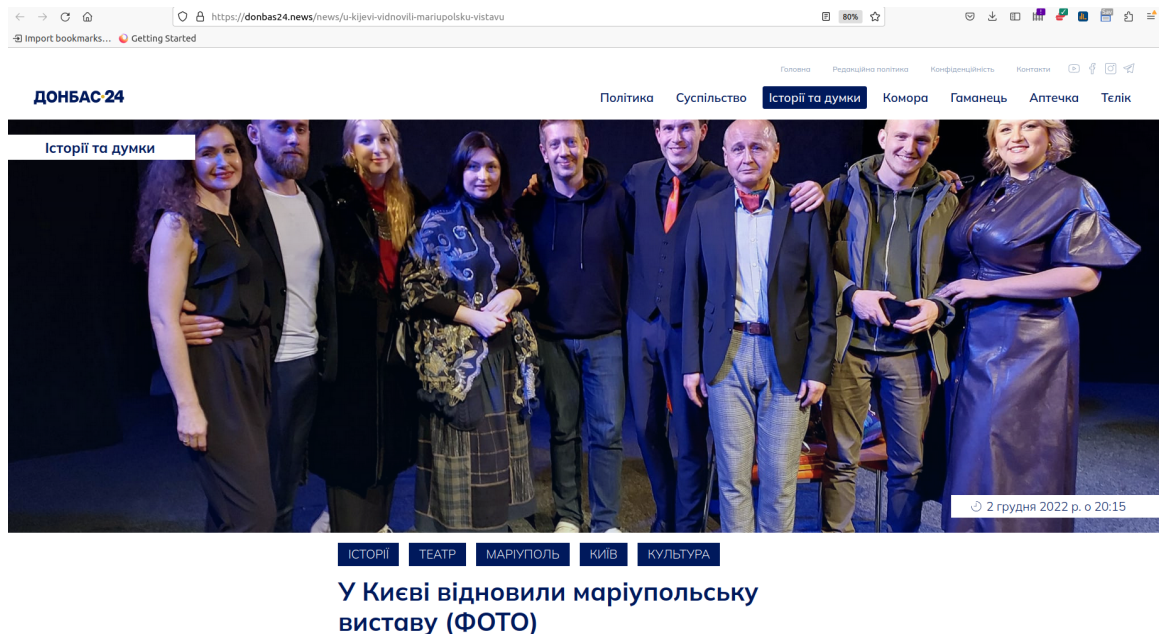 https://donbas24.news/news/u-kijevi-vidnovili-mariupolsku-vistavu
80%
Import bookmarks... Getting Started
Головна Редакційна політика Конфіденційність Контакти
ДОНБАС 24
Політика Суспільство Історії та думки Комора Гаманець Аптечка Телік
Історії та думки
2 грудня 2022 р. о 20:15
ІСТОРІЇ ТЕАТР МАРІУПОЛЬ КИЇВ КУЛЬТУРА
У Києві відновили маріупольську
виставу (ФОТО)